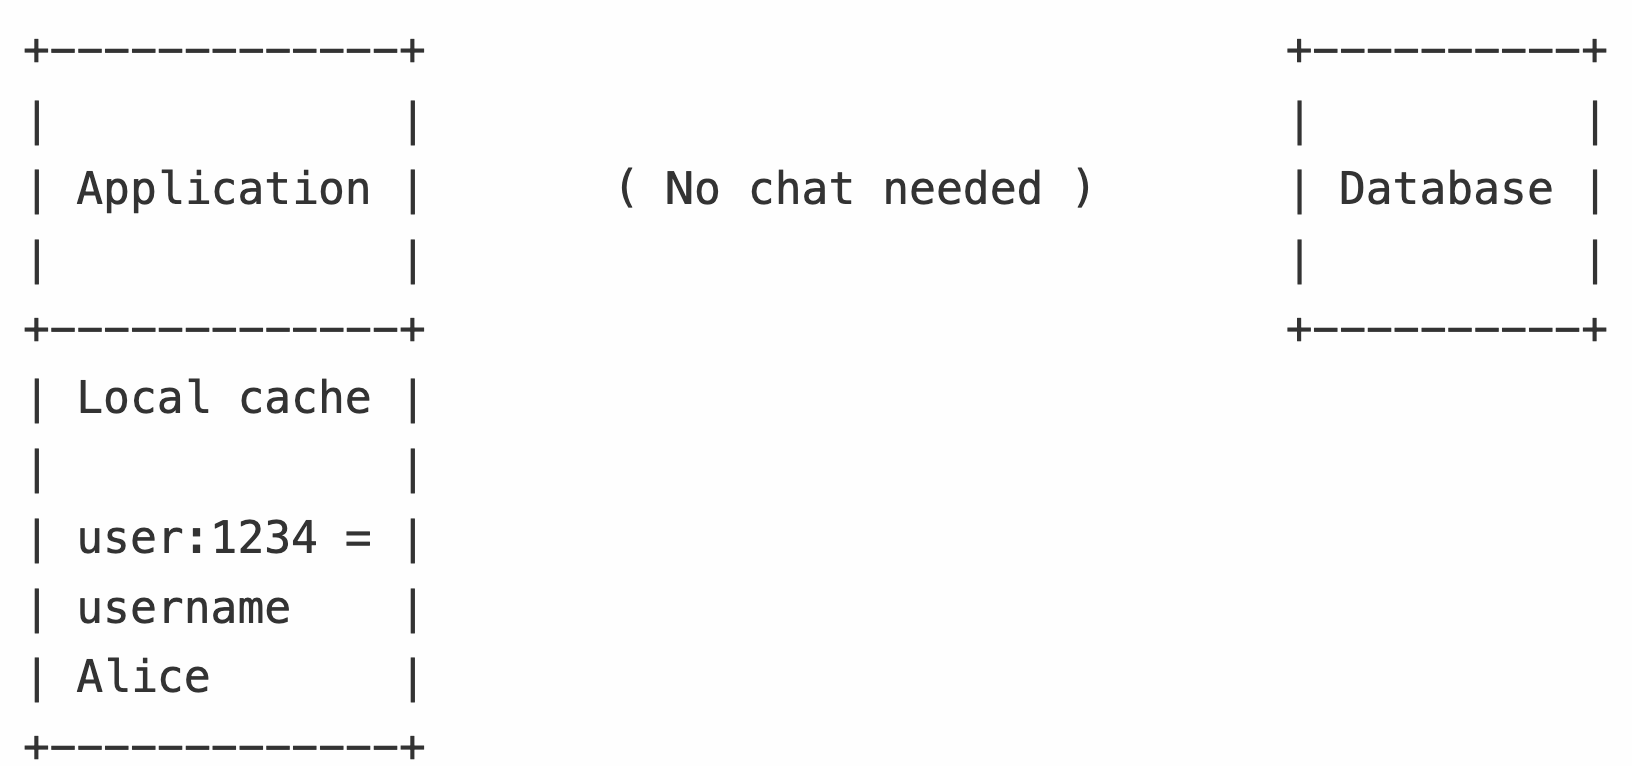 +-------------+                                +----------+
|             |                                |          |
| Application |       ( No chat needed )       | Database |
|             |                                |          |
+-------------+                                +----------+
| Local cache |
|             |
| user:1234 = |
| username    |
| Alice       |
+-------------+